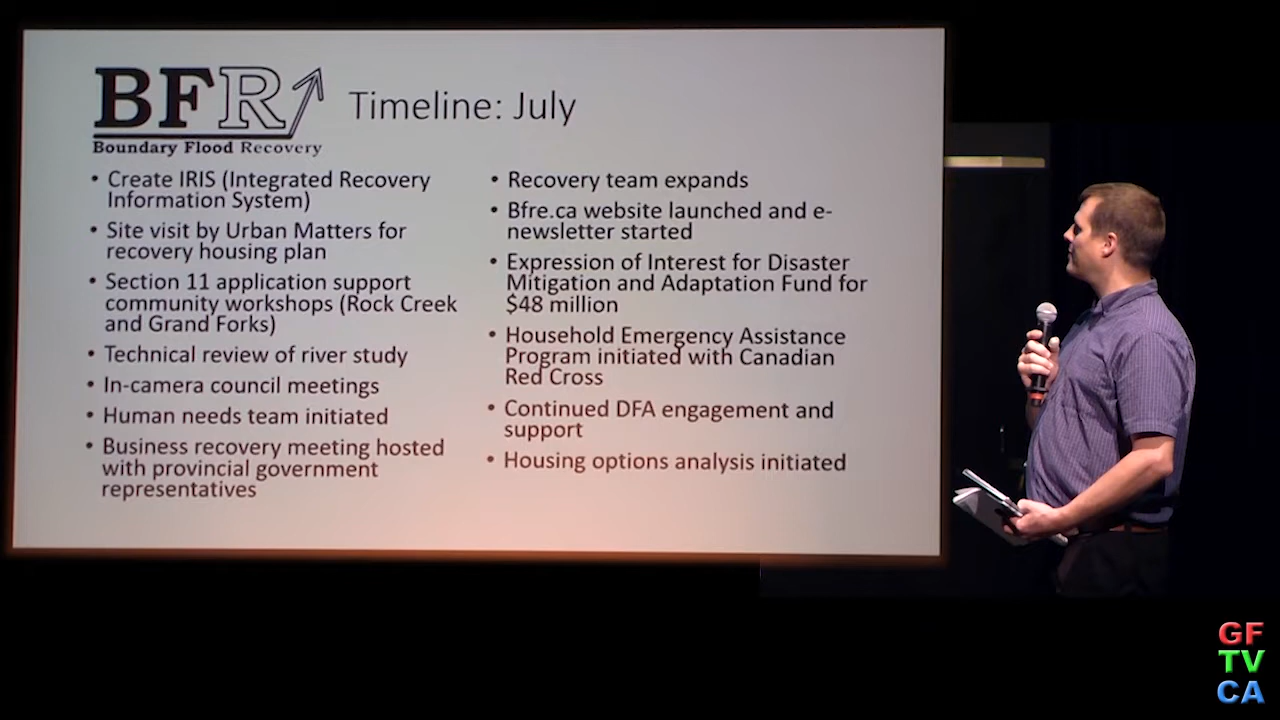 BFR
Boundary Flood Recovery
Timeline: July
• Create IRIS (Integrated Recovery
Information System)
• Site visit by Urban Matters for
recovery housing plan
• Section 11 application support
community workshops (Rock Creek
and Grand Forks)
• Technical review of river study
• In-camera council meetings
• Human needs team initiated
• Business recovery meeting hosted
with provincial government
representatives
• Recovery team expands
• Bfre.ca website launched and e-
newsletter started
• Expression of Interest for Disaster
Mitigation and Adaptation Fund for
$48 million
• Household Emergency Assistance
Program initiated with Canadian
Red Cross
• Continued DFA engagement and
support
• Housing options analysis initiated
GF
TV
CA